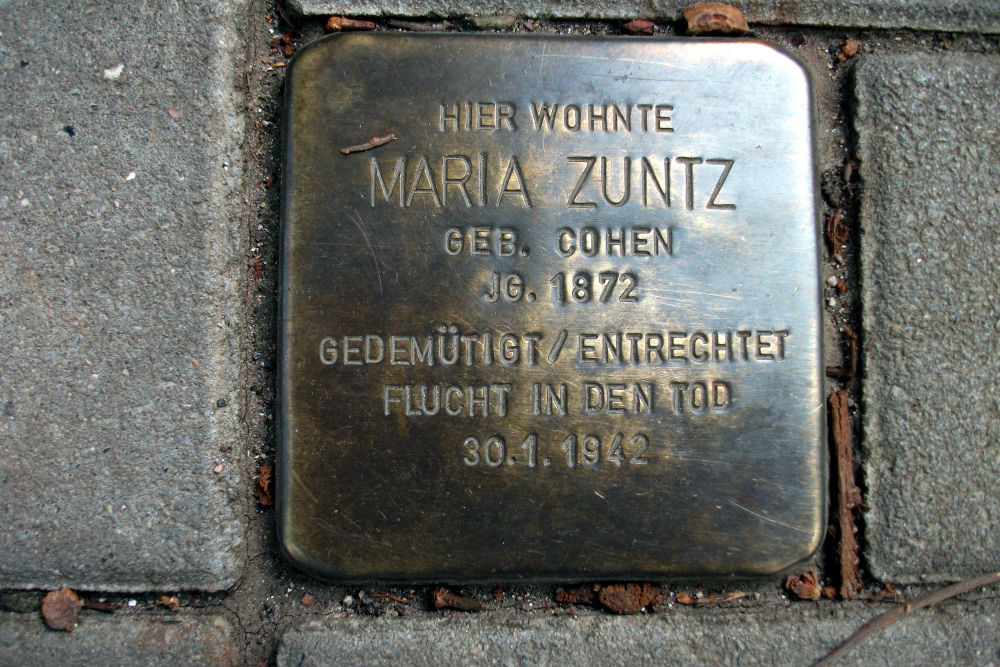 HIER WOHNTE
MARIA ZUNTZ
GEB. COHEN
JG. 1872
GEDEMÜTIGT/ENTRECHTET
FLUCHT IN DEN TOD
30.1.1942